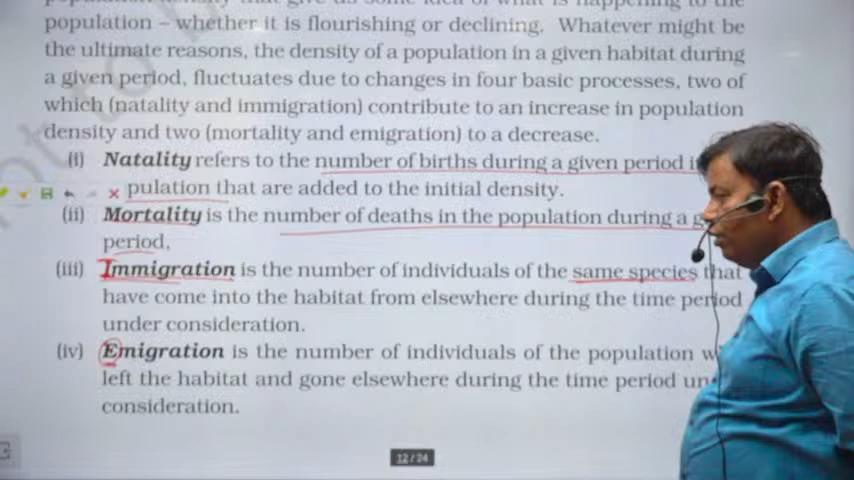 population – whether it is flourishing or declining. Whatever might be
the ultimate reasons, the density of a population in a given habitat during
a given period, fluctuates due to changes in four basic processes, two of
which (natality and immigration) contribute to an increase in population
density and two (mortality and emigration) to a decrease.
(i) Natality refers to the number of births during a given period
pulation that are added to the initial density.
(ii) Mortality is the number of deaths in the population during a
period,
(iii) Immigration is the number of individuals of the same species that
have come into the habitat from elsewhere during the time period
under consideration.
(iv) Emigration is the number of individuals of the population
left the habitat and gone elsewhere during the time period
consideration.
12 / 24